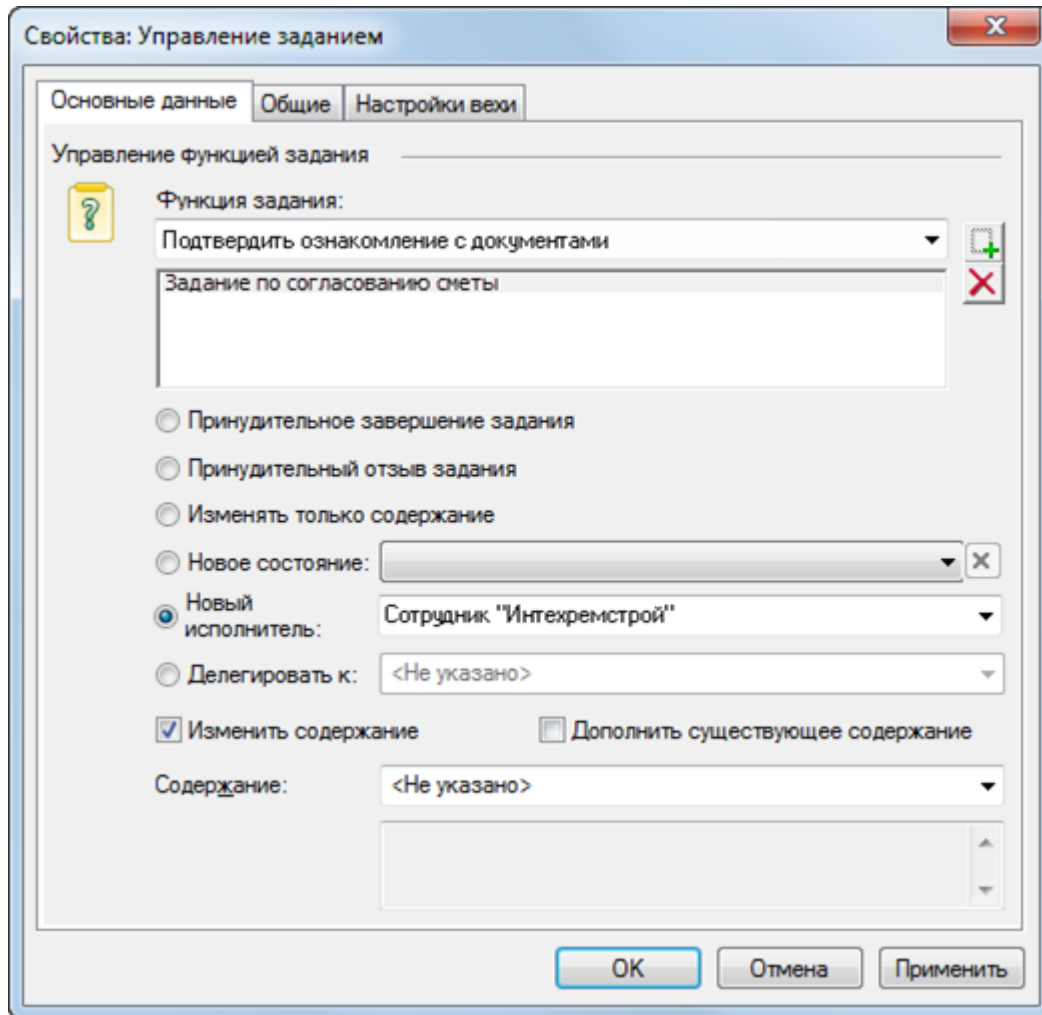 Свойства: Управление заданием
Основные данные Общие Настройки вехи
Управление функцией задания
Функция задания:
Подтвердить ознакомление с документами
Задание по согласованию сметы
Принудительное завершение задания
Принудительный отзыв задания
Изменять только содержание
Новое состояние:
Новый
исполнитель: Сотрудник "Интехремстрой"
Делегировать к: <Не указано>
Изменить содержание Дополнить существующее содержание
Содержание: <Не указано>
OK Отмена Применить